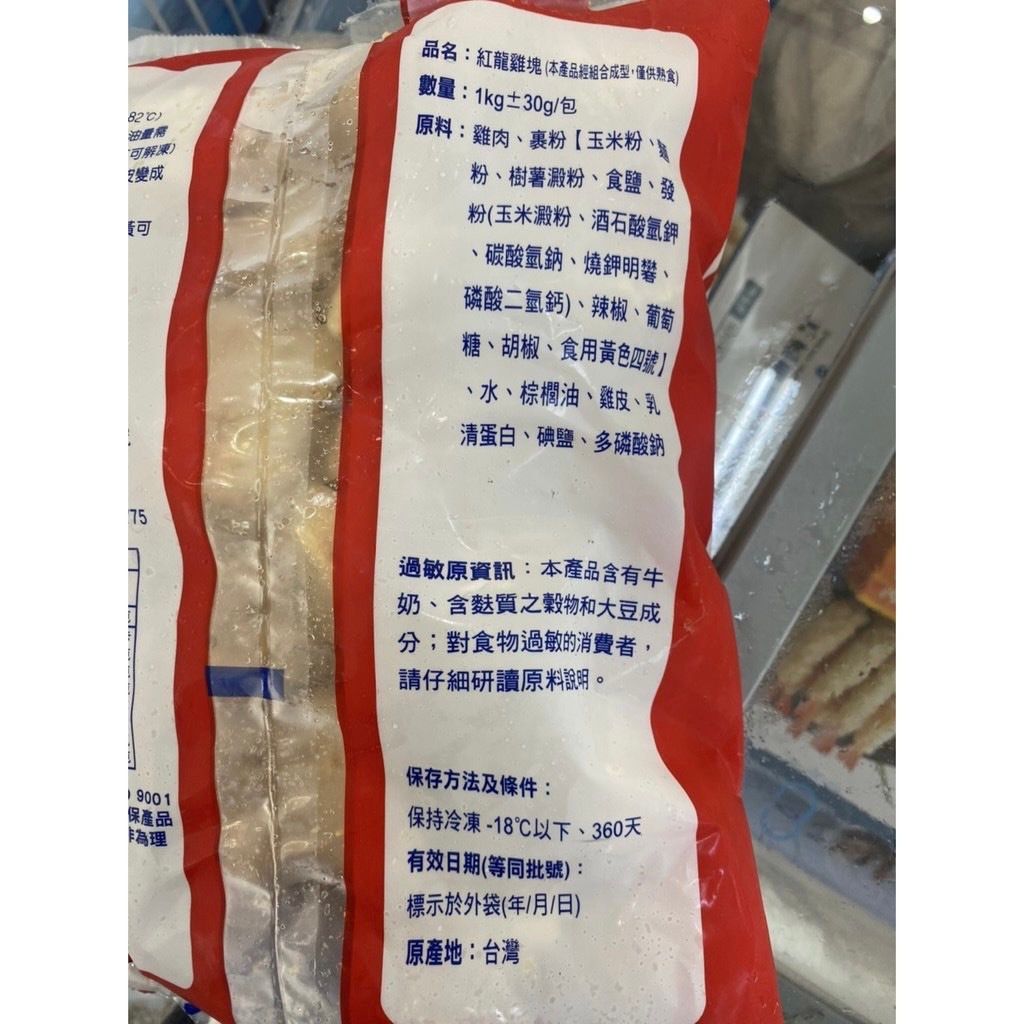 82℃)
油量需
可解凍)
變成
黃可
75
9001
保產品
作為理
品名：紅龍雞塊(本產品經組合成型，僅供熟食)
數量：1kg±30g/包
原料：雞肉、裹粉【玉米粉、麵
粉、樹薯澱粉、食鹽、發
粉(玉米澱粉、酒石酸氫鉀
、碳酸氫鈉、燒鉀明礬、
磷酸二氫鈣)、辣椒、葡萄
糖、胡椒、食用黃色四號】
、水、棕櫚油、雞皮、乳
清蛋白、碘鹽、多磷酸鈉
過敏原資訊：本產品含有牛
奶、含麩質之穀物和大豆成
分；對食物過敏的消費者，
請仔細研讀原料說明。
保存方法及條件：
保持冷凍-18℃以下、360天
有效日期(等同批號)：
標示於外袋(年/月/日)
原產地：台灣